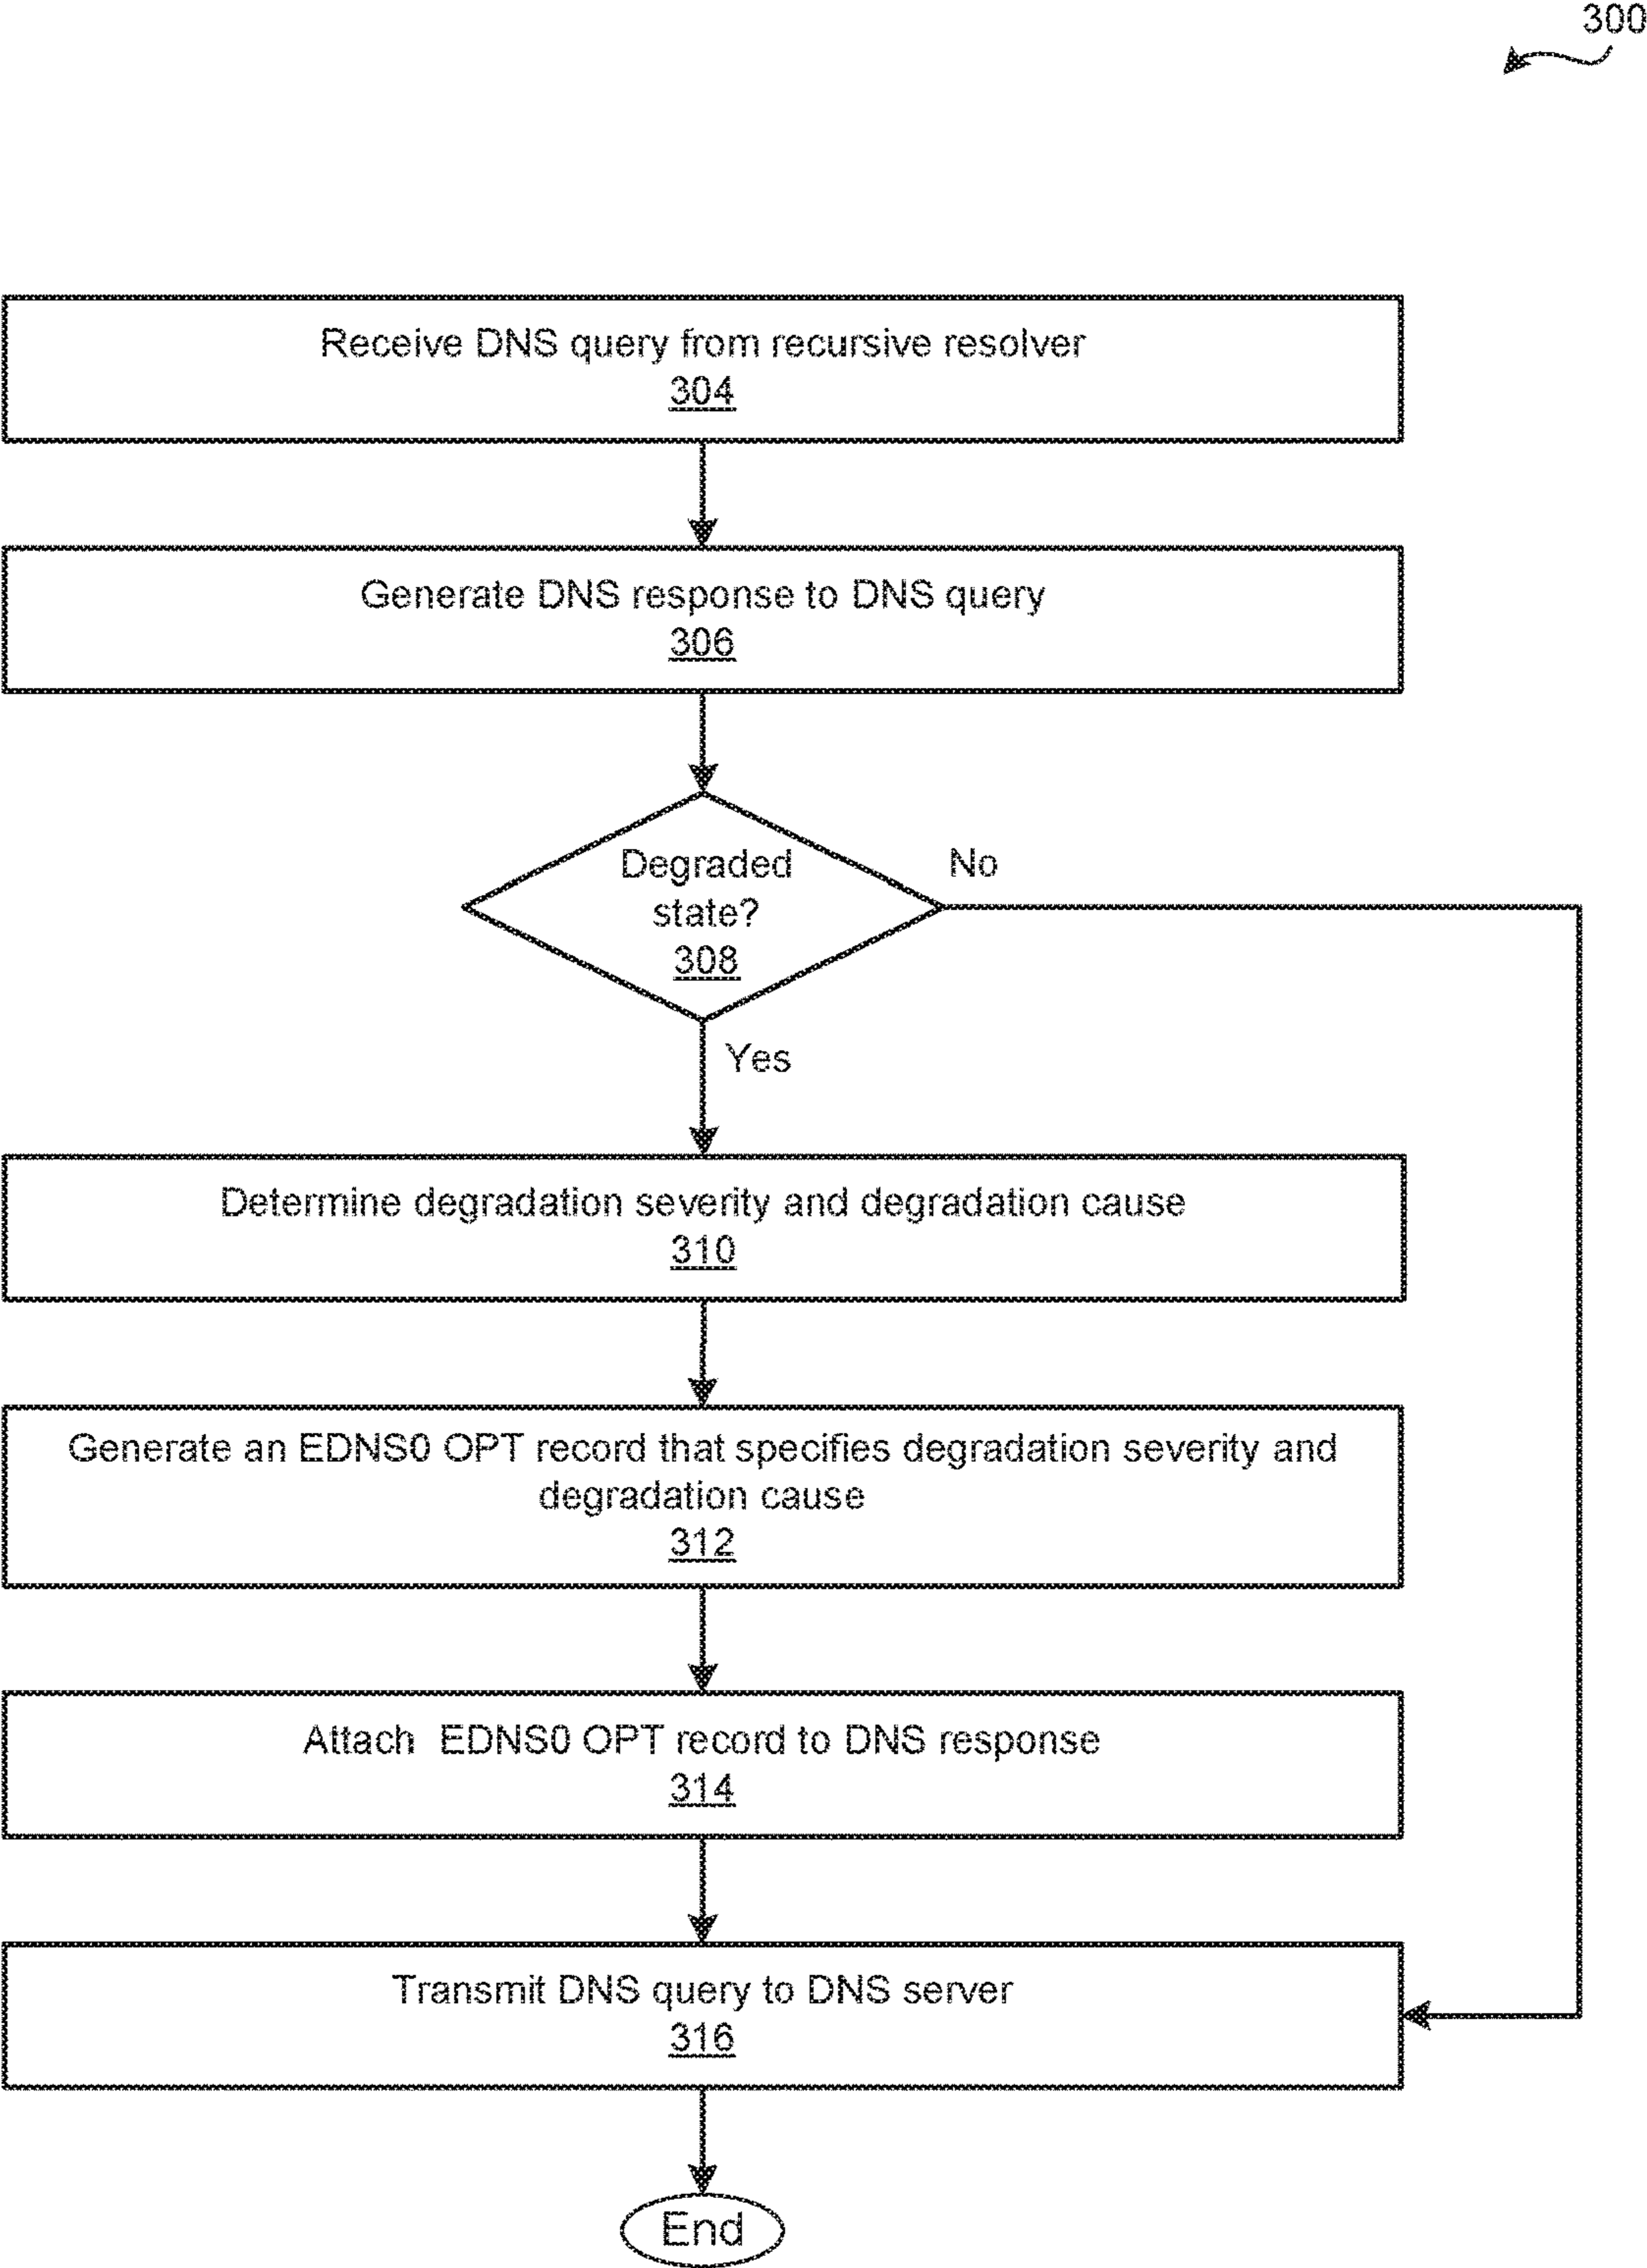 300
Receive DNS query from recursive resolver
304
Generate DNS response to DNS query
306
Degraded
state?
308
No
Yes
Determine degradation severity and degradation cause
310
Generate an EDNS0 OPT record that specifies degradation severity and
degradation cause
312
Attach EDNS0 OPT record to DNS response
314
Transmit DNS query to DNS server
316
End